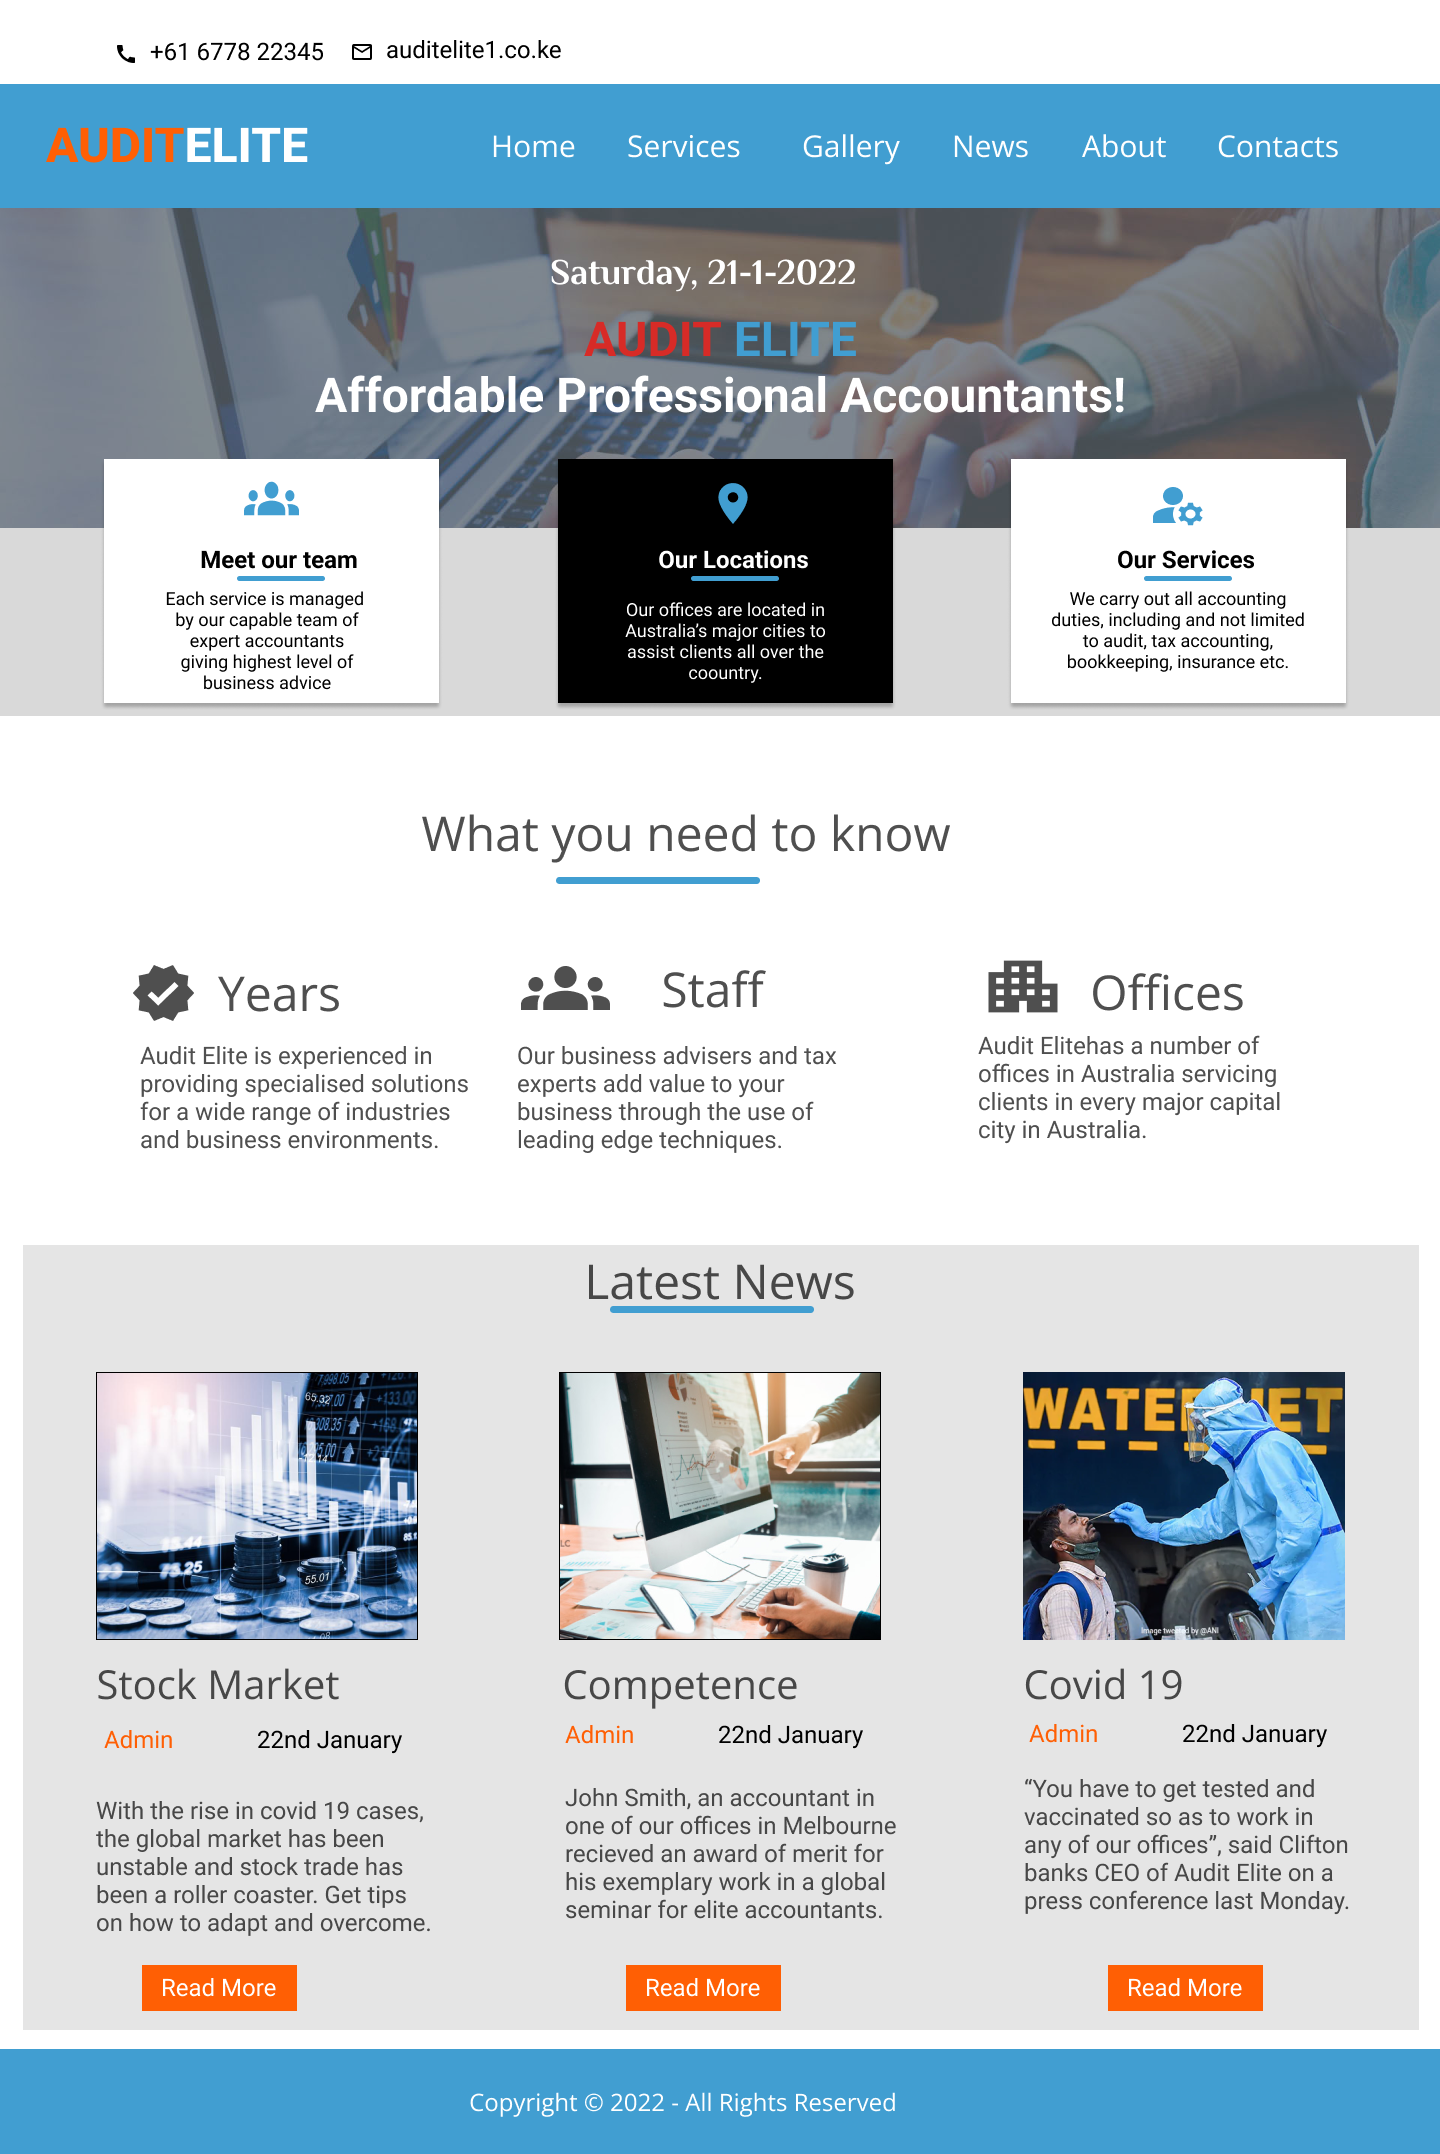 +61 6778 22345 auditelite1.co.ke
AUDITELITE Home Services Gallery News About Contacts
Saturday, 21-1-2022
AUDIT ELITE
Affordable Professional Accountants!
Meet our team
Each service is managed
by our capable team of
expert accountants
giving highest level of
business advice
Our Locations
Our offices are located in
Australia’s major cities to
assist clients all over the
coountry.
Our Services
We carry out all accounting
duties, including and not limited
to audit, tax accounting,
bookkeeping, insurance etc.
What you need to know
Years
Audit Elite is experienced in
providing specialised solutions
for a wide range of industries
and business environments.
Staff
Our business advisers and tax
experts add value to your
business through the use of
leading edge techniques.
Offices
Audit Elitehas a number of
offices in Australia servicing
clients in every major capital
city in Australia.
Latest News
65.32
55.01
75.25
Stock Market
Admin 22nd January
With the rise in covid 19 cases,
the global market has been
unstable and stock trade has
been a roller coaster. Get tips
on how to adapt and overcome.
Read More
Competence
Admin 22nd January
John Smith, an accountant in
one of our offices in Melbourne
recieved an award of merit for
his exemplary work in a global
seminar for elite accountants.
Read More
Image tweeted by @ANI
Covid 19
Admin 22nd January
“You have to get tested and
vaccinated so as to work in
any of our offices”, said Clifton
banks CEO of Audit Elite on a
press conference last Monday.
Read More
Copyright © 2022 - All Rights Reserved